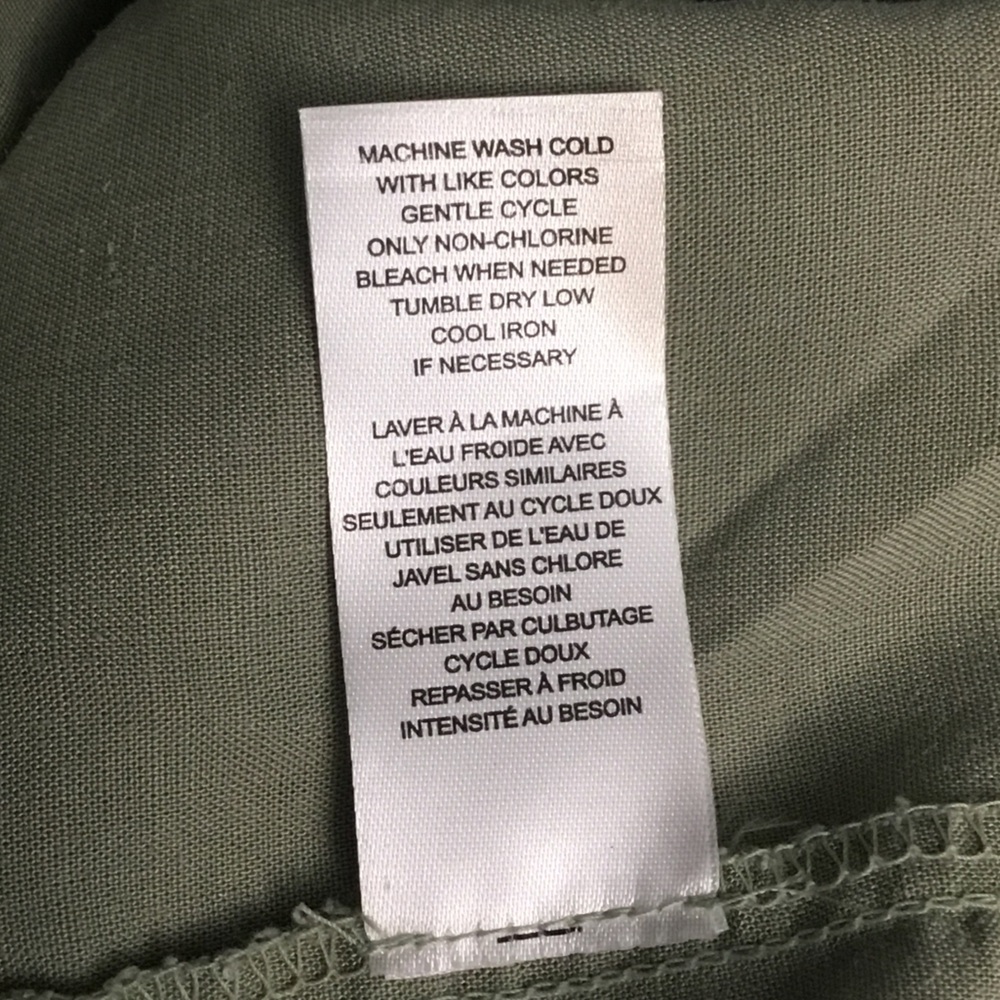 MACHINE WASH COLD
WITH LIKE COLORS
GENTLE CYCLE
ONLY NON-CHLORINE
BLEACH WHEN NEEDED
TUMBLE DRY LOW
COOL IRON
IF NECESSARY
LAVER À LA MACHINE À
L'EAU FROIDE AVEC
COULEURS SIMILAIRES
SEULEMENT AU CYCLE DOUX
UTILISER DE L'EAU DE
JAVEL SANS CHLORE
AU BESOIN
SÉCHER PAR CULBUTAGE
CYCLE DOUX
REPASSER À FROID
INTENSITÉ AU BESOIN